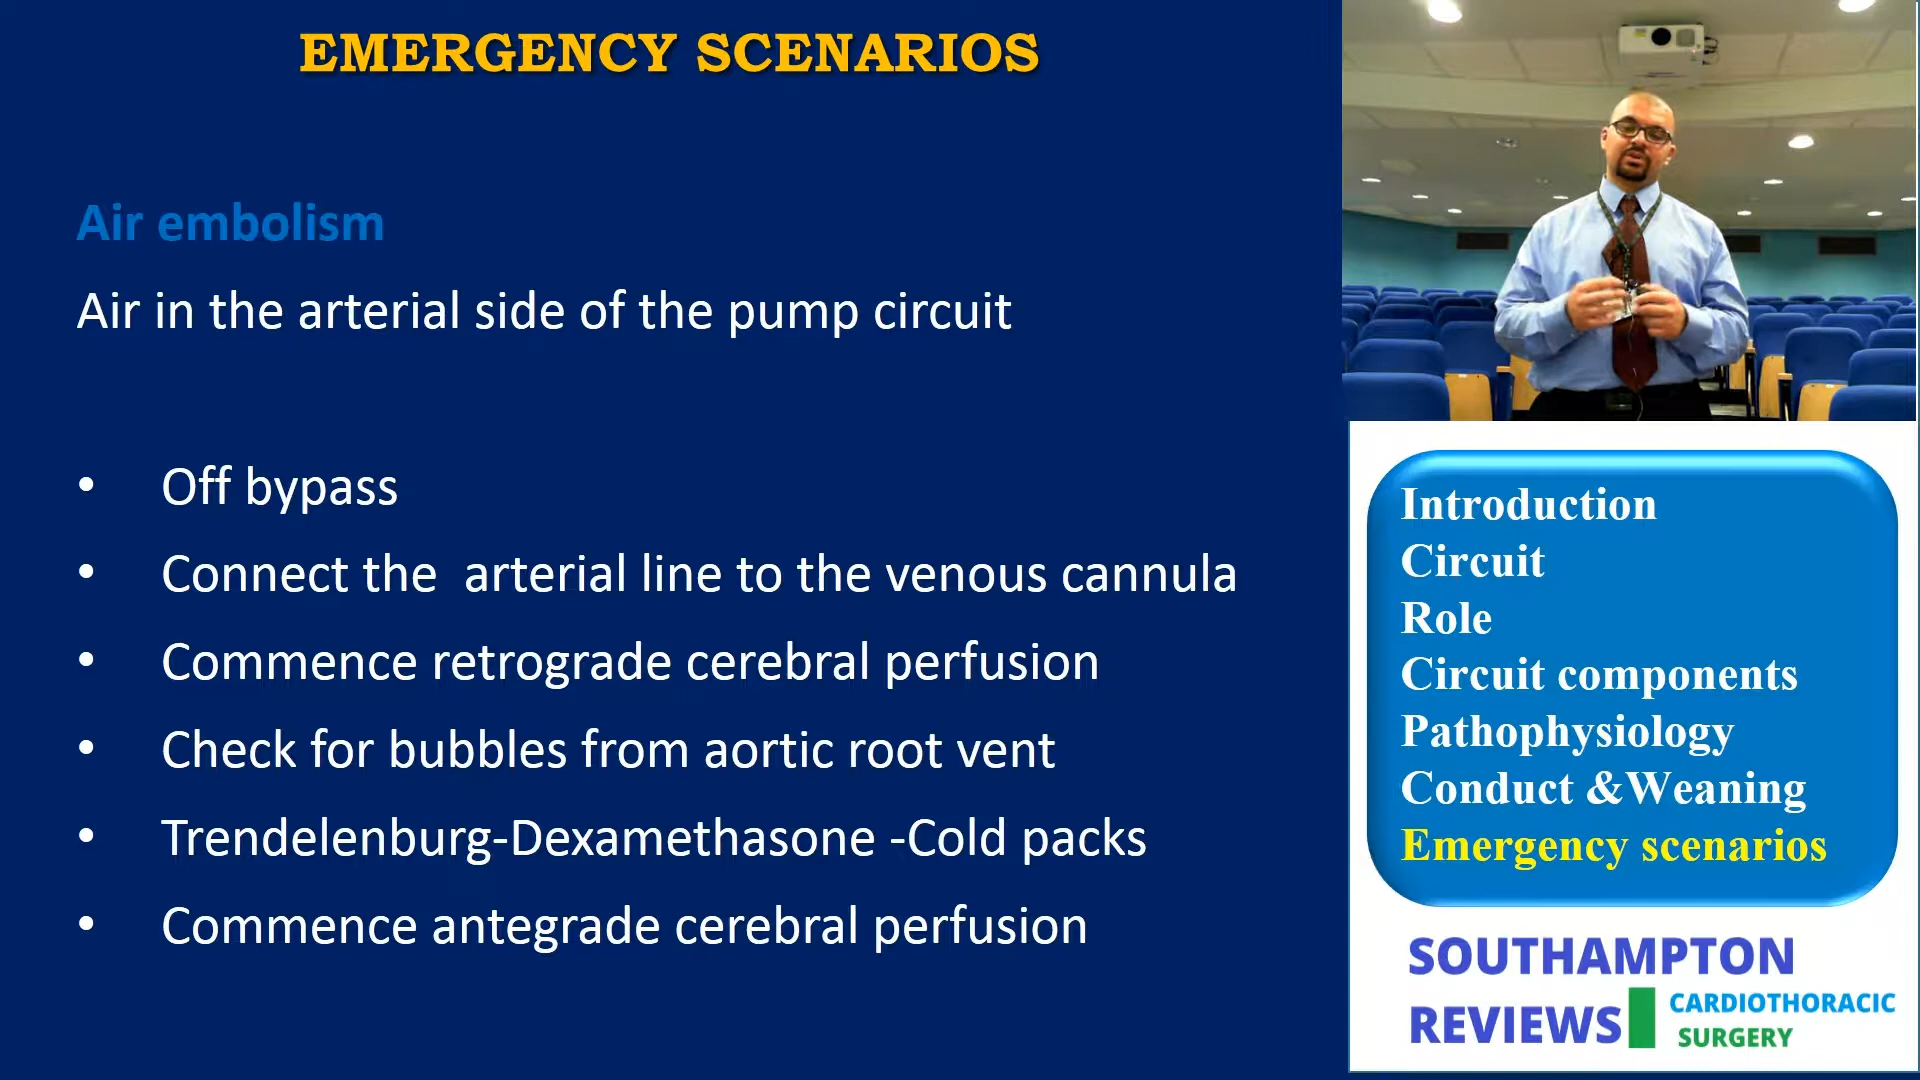 EMERGENCY SCENARIOS
Air embolism
Air in the arterial side of the pump circuit
• Off bypass
• Connect the  arterial line to the venous cannula
• Commence retrograde cerebral perfusion
• Check for bubbles from aortic root vent
• Trendelenburg-Dexamethasone -Cold packs
• Commence antegrade cerebral perfusion
Introduction
Circuit
Role
Circuit components
Pathophysiology
Conduct &Weaning
Emergency scenarios
SOUTHAMPTON
REVIEWS CARDIOTHORACIC
SURGERY